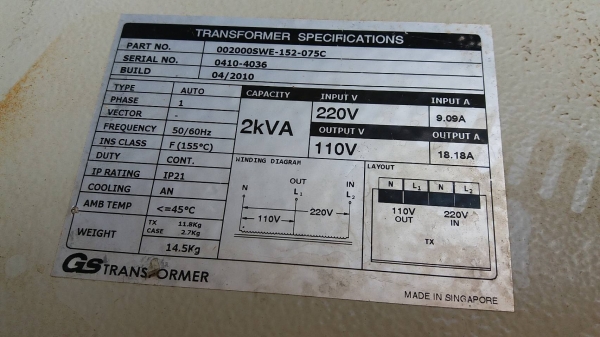 TRANSFORMER SPECIFICATIONS
PART NO. 002000SWE-152-075C
SERIAL NO. 0410-4036
BUILD 04/2010
TYPE AUTO
PHASE 1
VECTOR -
FREQUENCY 50/60Hz
INS CLASS F (155°C)
DUTY CONT.
IP RATING IP21
COOLING AN
AMB TEMP <=45°C
WEIGHT TX 11.8Kg
CASE 2.7Kg
14.5Kg
CAPACITY INPUT V INPUT A
2kVA 220V 9.09A
OUTPUT V OUTPUT A
110V 18.18A
WINDING DIAGRAM
N OUT L1 IN L2
110V 220V
LAYOUT
N L1 N L2
110V OUT 220V IN
TX
GS TRANSFORMER
MADE IN SINGAPORE